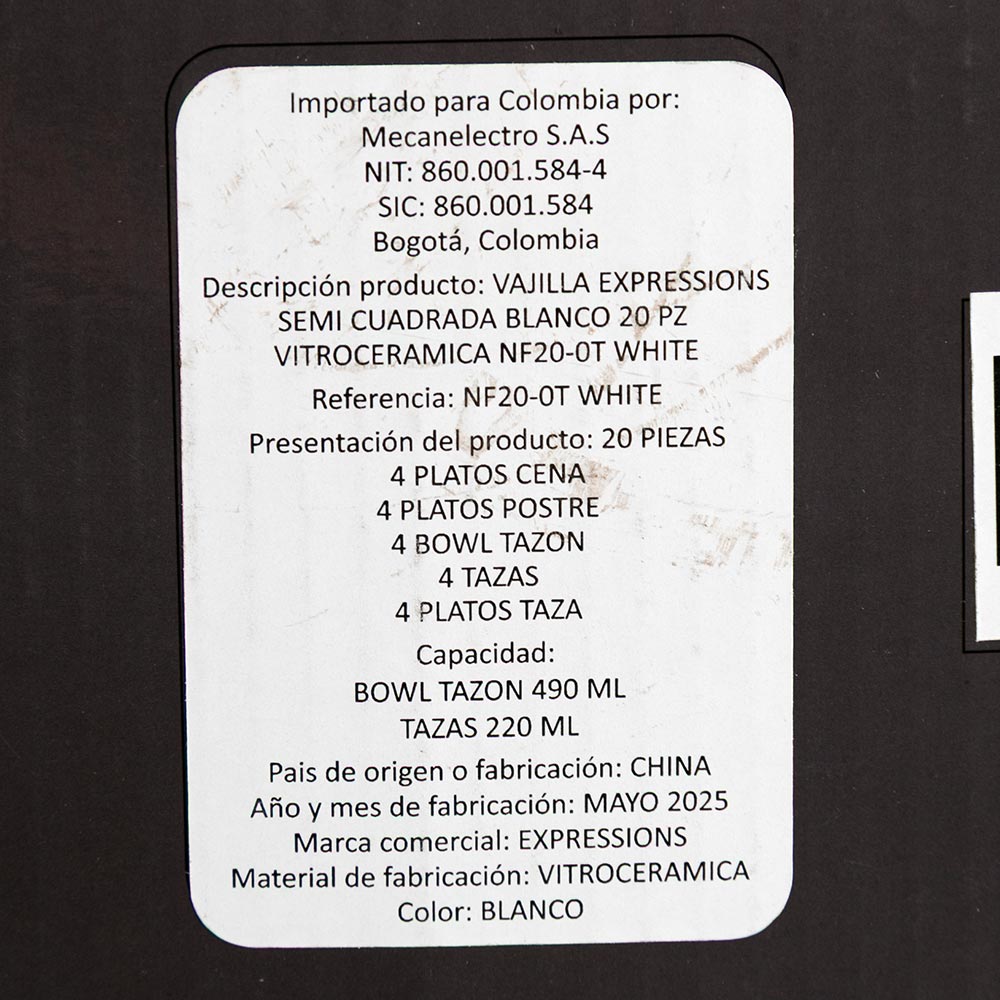 Importado para Colombia por:
Mecanelectro S.A.S
NIT: 860.001.584-4
SIC: 860.001.584
Bogotá, Colombia
Descripción producto: VAJILLA EXPRESSIONS
SEMI CUADRADA BLANCO 20 PZ
VITROCERAMICA NF20-0T WHITE
Referencia: NF20-0T WHITE
Presentación del producto: 20 PIEZAS
4 PLATOS CENA
4 PLATOS POSTRE
4 BOWL TAZON
4 TAZAS
4 PLATOS TAZA
Capacidad:
BOWL TAZON 490 ML
TAZAS 220 ML
Pais de origen o fabricación: CHINA
Año y mes de fabricación: MAYO 2025
Marca comercial: EXPRESSIONS
Material de fabricación: VITROCERAMICA
Color: BLANCO